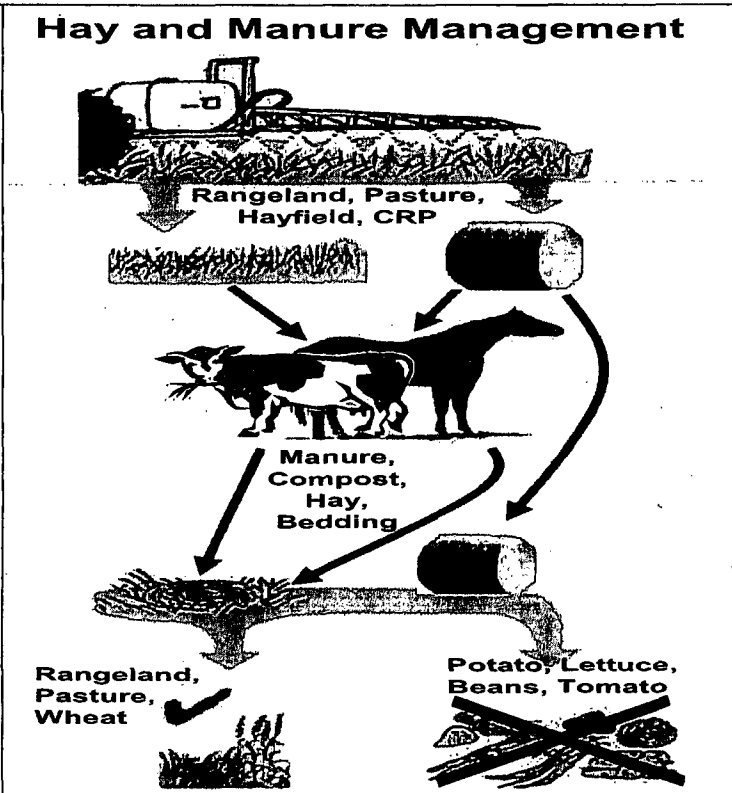 Hay and Manure Management
Rangeland, Pasture,
Hayfield, CRP
Manure,
Compost,
Hay,
Bedding
Rangeland,
Pasture,
Wheat
Potato, Lettuce,
Beans, Tomato